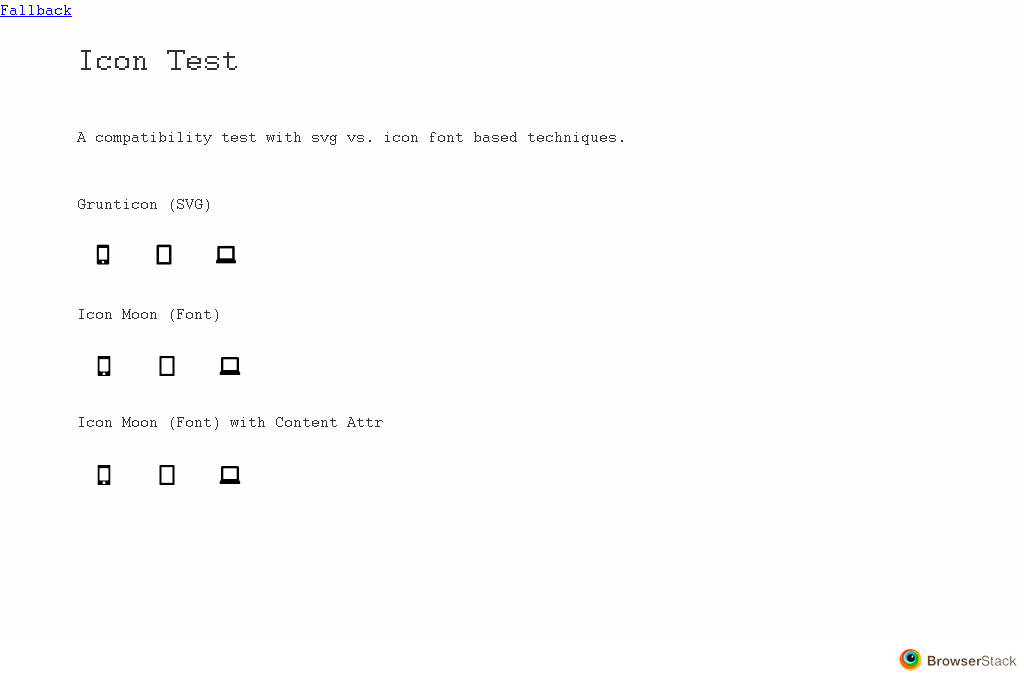 Fallback
Icon Test
A compatibility test with svg vs. icon font based techniques.
Grunticon (SVG)
Icon Moon (Font)
Icon Moon (Font) with Content Attr
BrowserStack